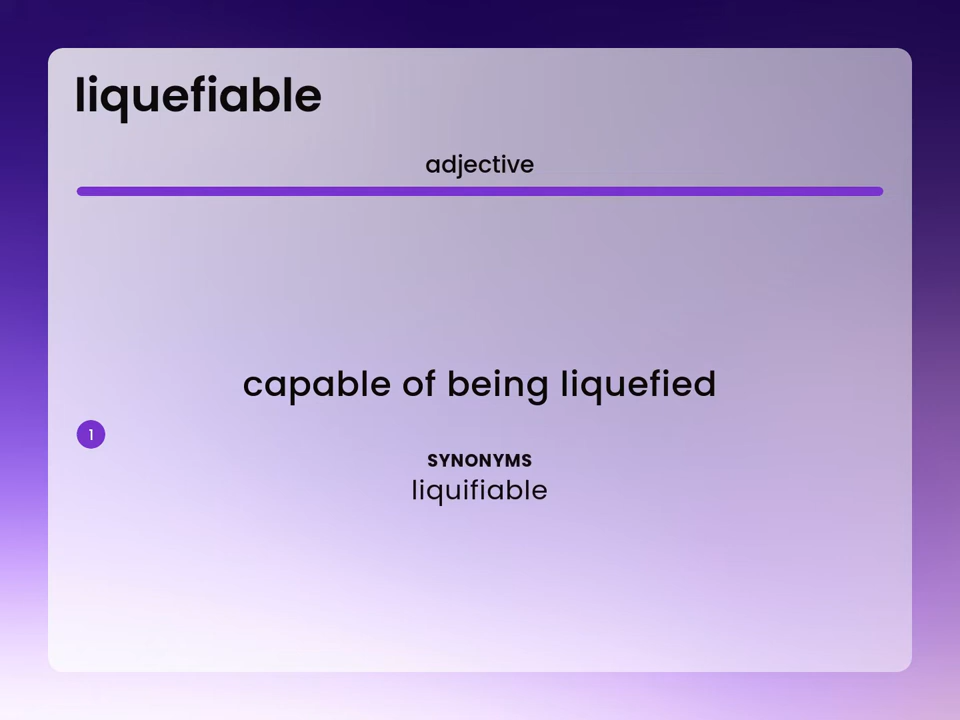 liquefiable
adjective
capable of being liquefied
1
SYNONYMS
liquifiable